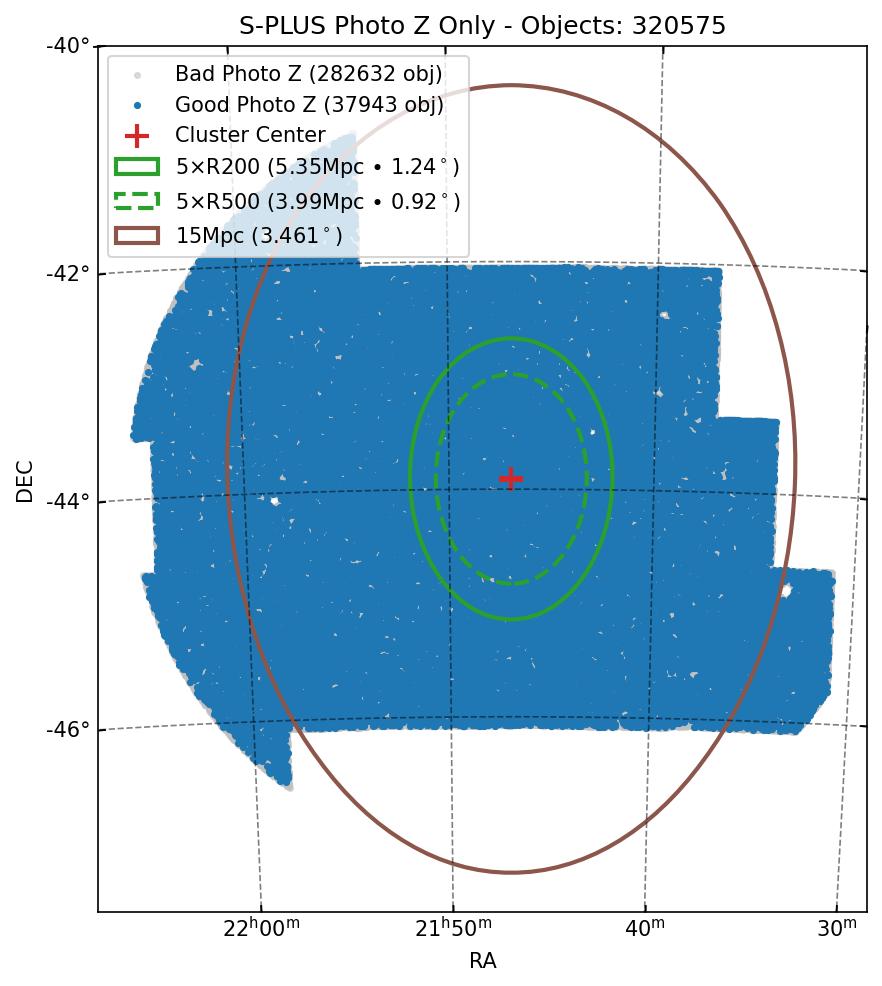 S-PLUS Photo Z Only - Objects: 320575
Bad Photo Z (282632 obj)
Good Photo Z (37943 obj)
Cluster Center
5×R200 (5.35Mpc • 1.24°)
5×R500 (3.99Mpc • 0.92°)
15Mpc (3.461°)
-40°
-42°
-44°
-46°
DEC
22h00m 21h50m 40m 30m
RA